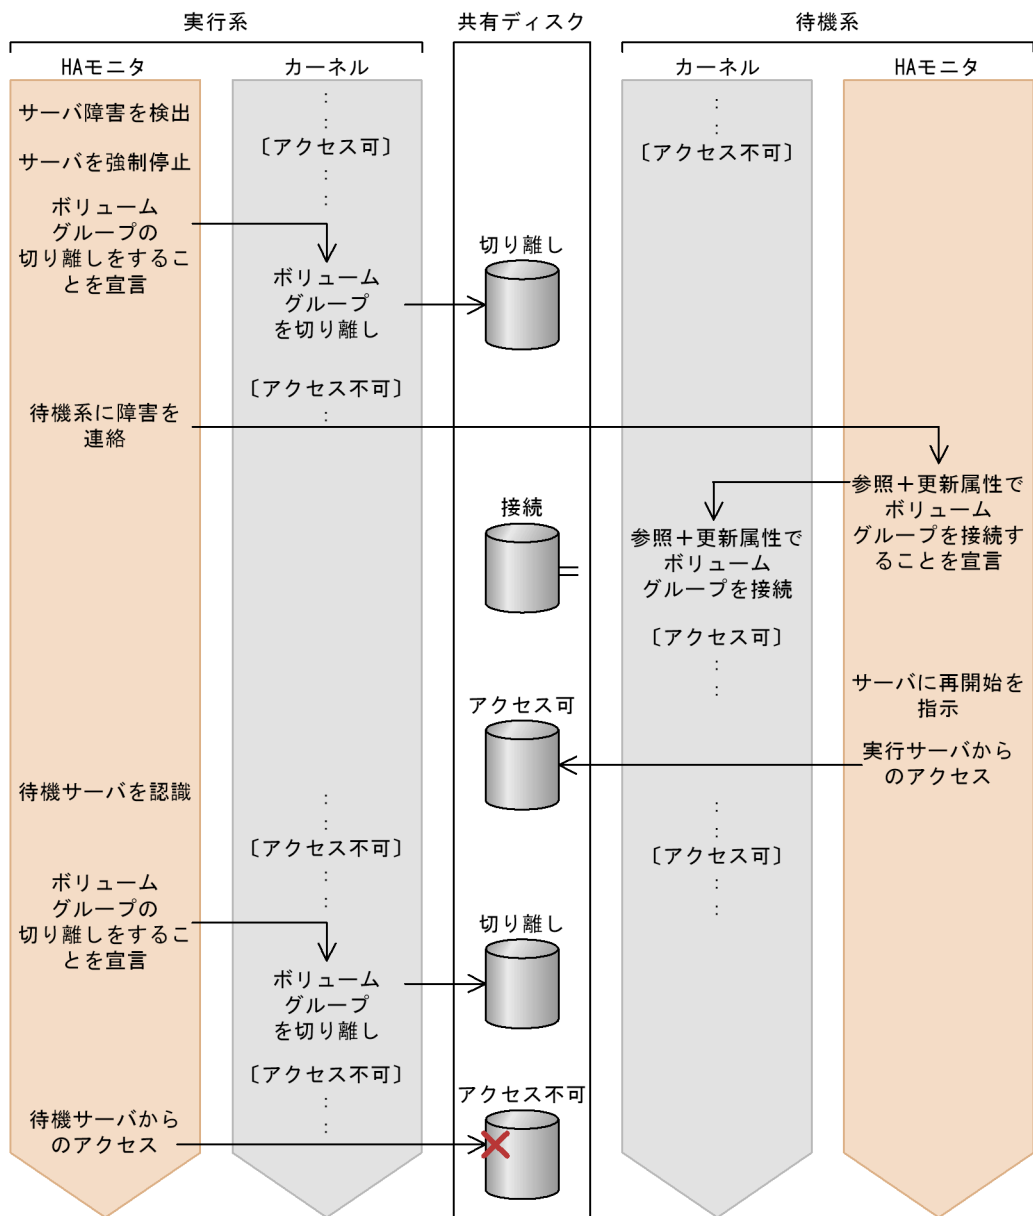 実行系
共有ディスク
待機系
HAモニタ
カーネル
カーネル
HAモニタ
サーバ障害を検出
〔アクセス可〕
〔アクセス不可〕
サーバを強制停止
ボリューム
グループの
切り離しをするこ
とを宣言
切り離し
ボリューム
グループ
を切り離し
〔アクセス不可〕
待機系に障害を
連絡
参照＋更新属性で
ボリューム
グループを接続す
ることを宣言
接続
参照＋更新属性で
ボリューム
グループを接続
〔アクセス可〕
サーバに再開始を
指示
アクセス可
実行サーバから
のアクセス
待機サーバを認識
〔アクセス不可〕
〔アクセス可〕
ボリューム
グループの
切り離しをするこ
とを宣言
切り離し
ボリューム
グループ
を切り離し
〔アクセス不可〕
アクセス不可
待機サーバから
のアクセス